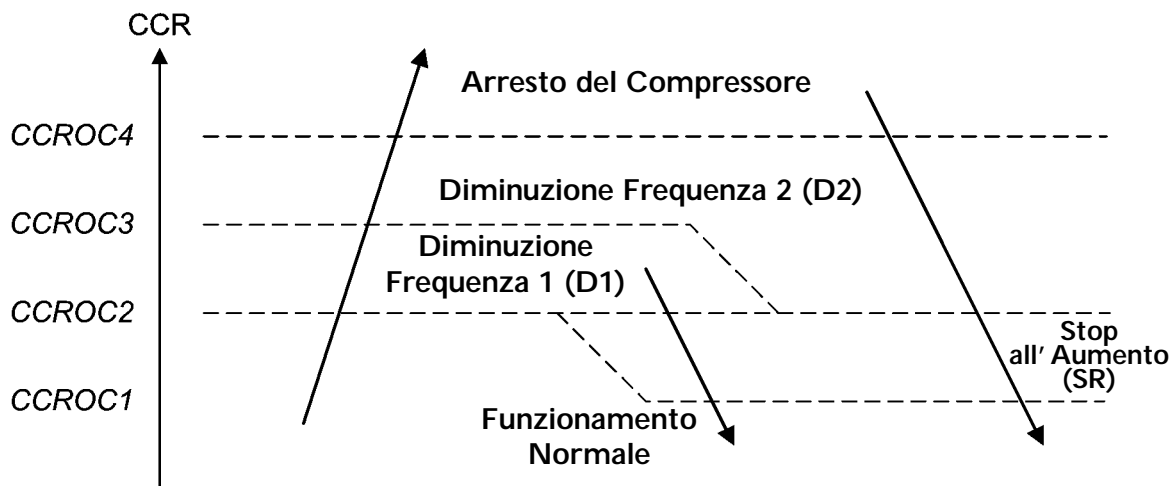 CCR
Arresto del Compressore
CCROC4
Diminuzione Frequenza 2 (D2)
CCROC3
Diminuzione
Frequenza 1 (D1)
CCROC2
Stop
all' Aumento
(SR)
CCROC1
Funzionamento
Normale